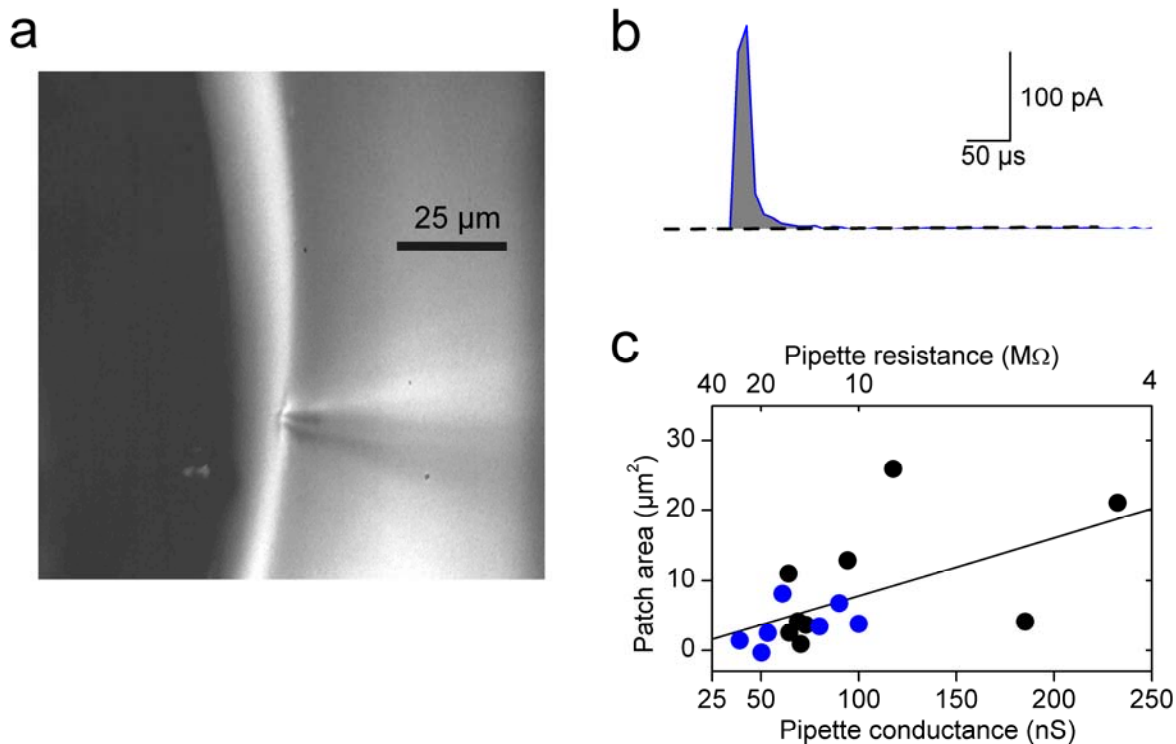 a
25 µm
b
100 pA
50 µs
c
Pipette resistance (MΩ)
40 20 10 4
Patch area (µm²)
30
20
10
0
25 50 100 150 200 250
Pipette conductance (nS)